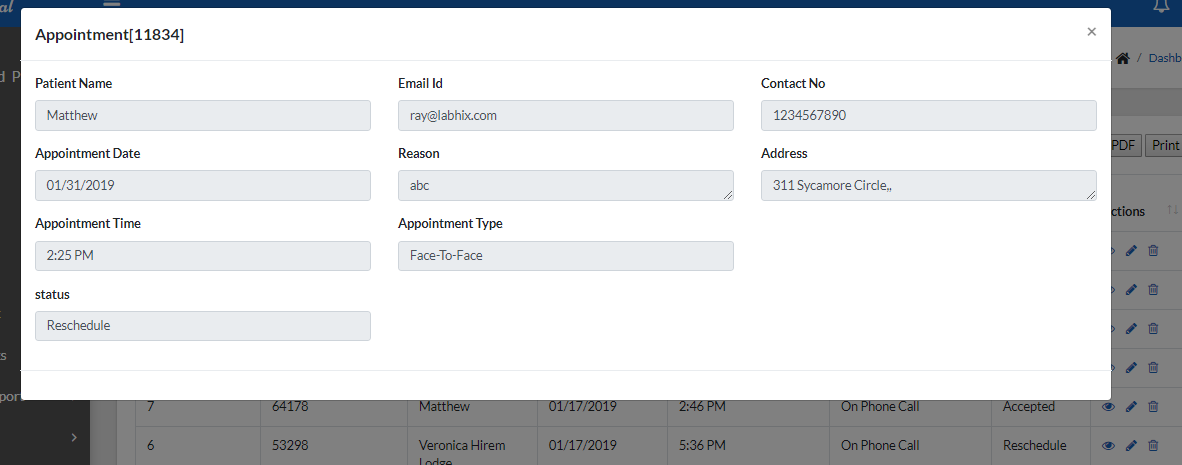 al
Appointment[11834]
×
Patient Name
Email Id
Contact No
Matthew
ray@labhix.com
1234567890
Appointment Date
Reason
Address
01/31/2019
abc
311 Sycamore Circle,,
Appointment Time
Appointment Type
2:25 PM
Face-To-Face
status
Reschedule
/ Dashb
PDF
Print
ctions
d P
ts
port
7 64178 Matthew 01/17/2019 2:46 PM On Phone Call Accepted
6 53298 Veronica Hirem 01/17/2019 5:36 PM On Phone Call Reschedule
Lodge